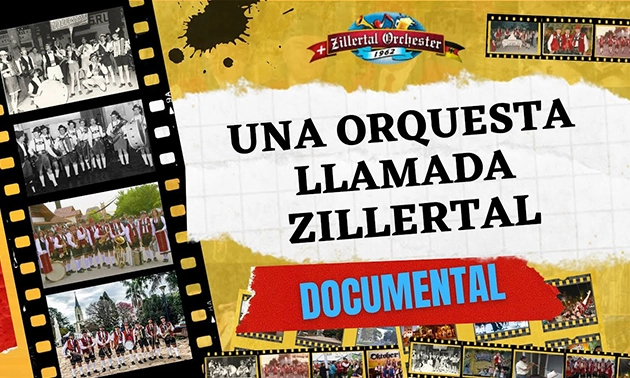 Zillertal Orchester
1962
UNA ORQUESTA
LLAMADA
ZILLERTAL
DOCUMENTAL